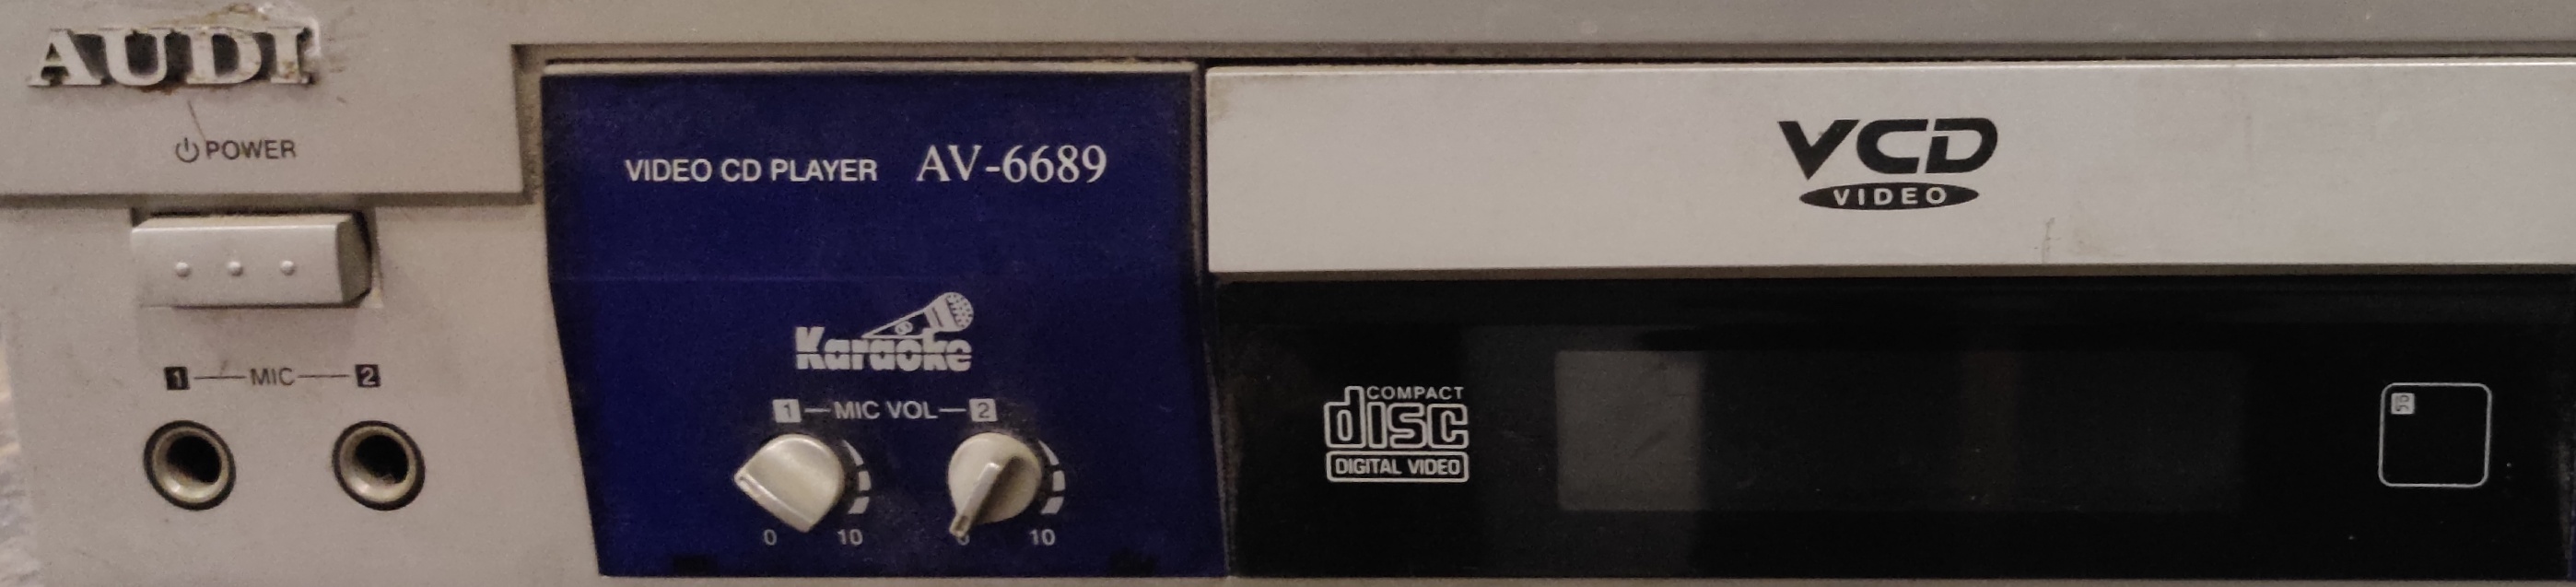 AUDI
POWER
1 MIC 2
VIDEO CD PLAYER AV-6689
Karaoke
1 MIC VOL 2
0 10
0 10
VCD
VIDEO
COMPACT
disc
DIGITAL VIDEO